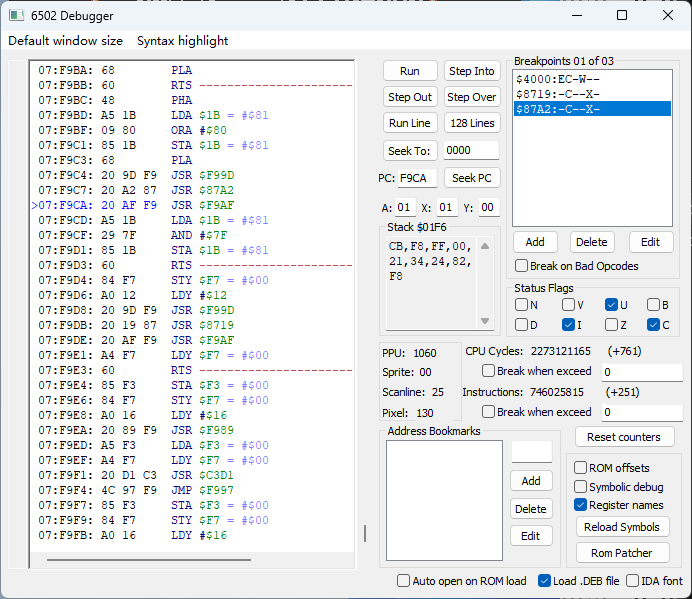 6502 Debugger
Default window size Syntax highlight
07:F9BA: 68 PLA
07:F9BB: 60 RTS ----------------------
07:F9BC: 48 PHA
07:F9BD: A5 1B LDA $1B = #$81
07:F9BF: 09 80 ORA #$80
07:F9C1: 85 1B STA $1B = #$81
07:F9C3: 68 PLA
07:F9C4: 20 9D F9 JSR $F99D
07:F9C7: 20 A2 87 JSR $87A2
>07:F9CA: 20 AF F9 JSR $F9AF
07:F9CD: A5 1B LDA $1B = #$81
07:F9CF: 29 7F AND #$7F
07:F9D1: 85 1B STA $1B = #$81
07:F9D3: 60 RTS ----------------------
07:F9D4: 84 F7 STY $F7 = #$00
07:F9D6: A0 12 LDY #$12
07:F9D8: 20 9D F9 JSR $F99D
07:F9DB: 20 19 87 JSR $8719
07:F9DE: 20 AF F9 JSR $F9AF
07:F9E1: A4 F7 LDY $F7 = #$00
07:F9E3: 60 RTS ----------------------
07:F9E4: 85 F3 STA $F3 = #$00
07:F9E6: 84 F7 STY $F7 = #$00
07:F9E8: A0 16 LDY #$16
07:F9EA: 20 89 F9 JSR $F989
07:F9ED: A5 F3 LDA $F3 = #$00
07:F9EF: A4 F7 LDY $F7 = #$00
07:F9F1: 20 D1 C3 JSR $C3D1
07:F9F4: 4C 97 F9 JMP $F997
07:F9F7: 85 F3 STA $F3 = #$00
07:F9F9: 84 F7 STY $F7 = #$00
07:F9FB: A0 16 LDY #$16
Run Step Into
Step Out Step Over
Run Line 128 Lines
Seek To: 0000
PC: F9CA Seek PC
A: 01 X: 01 Y: 00
Stack $01F6
CB,F8,FF,00,
21,34,24,82,
F8
Breakpoints 01 of 03
$4000:EC-W--
$8719:-C--X-
$87A2:-C--X-
Add Delete Edit
Break on Bad Opcodes
Status Flags
N V U B
D I Z C
PPU: 1060
Sprite: 00
Scanline: 25
Pixel: 130
CPU Cycles: 2273121165 (+761)
Break when exceed 0
Instructions: 746025815 (+251)
Break when exceed 0
Address Bookmarks
Add
Delete
Edit
Reset counters
ROM offsets
Symbolic debug
Register names
Reload Symbols
Rom Patcher
Auto open on ROM load Load .DEB file IDA font